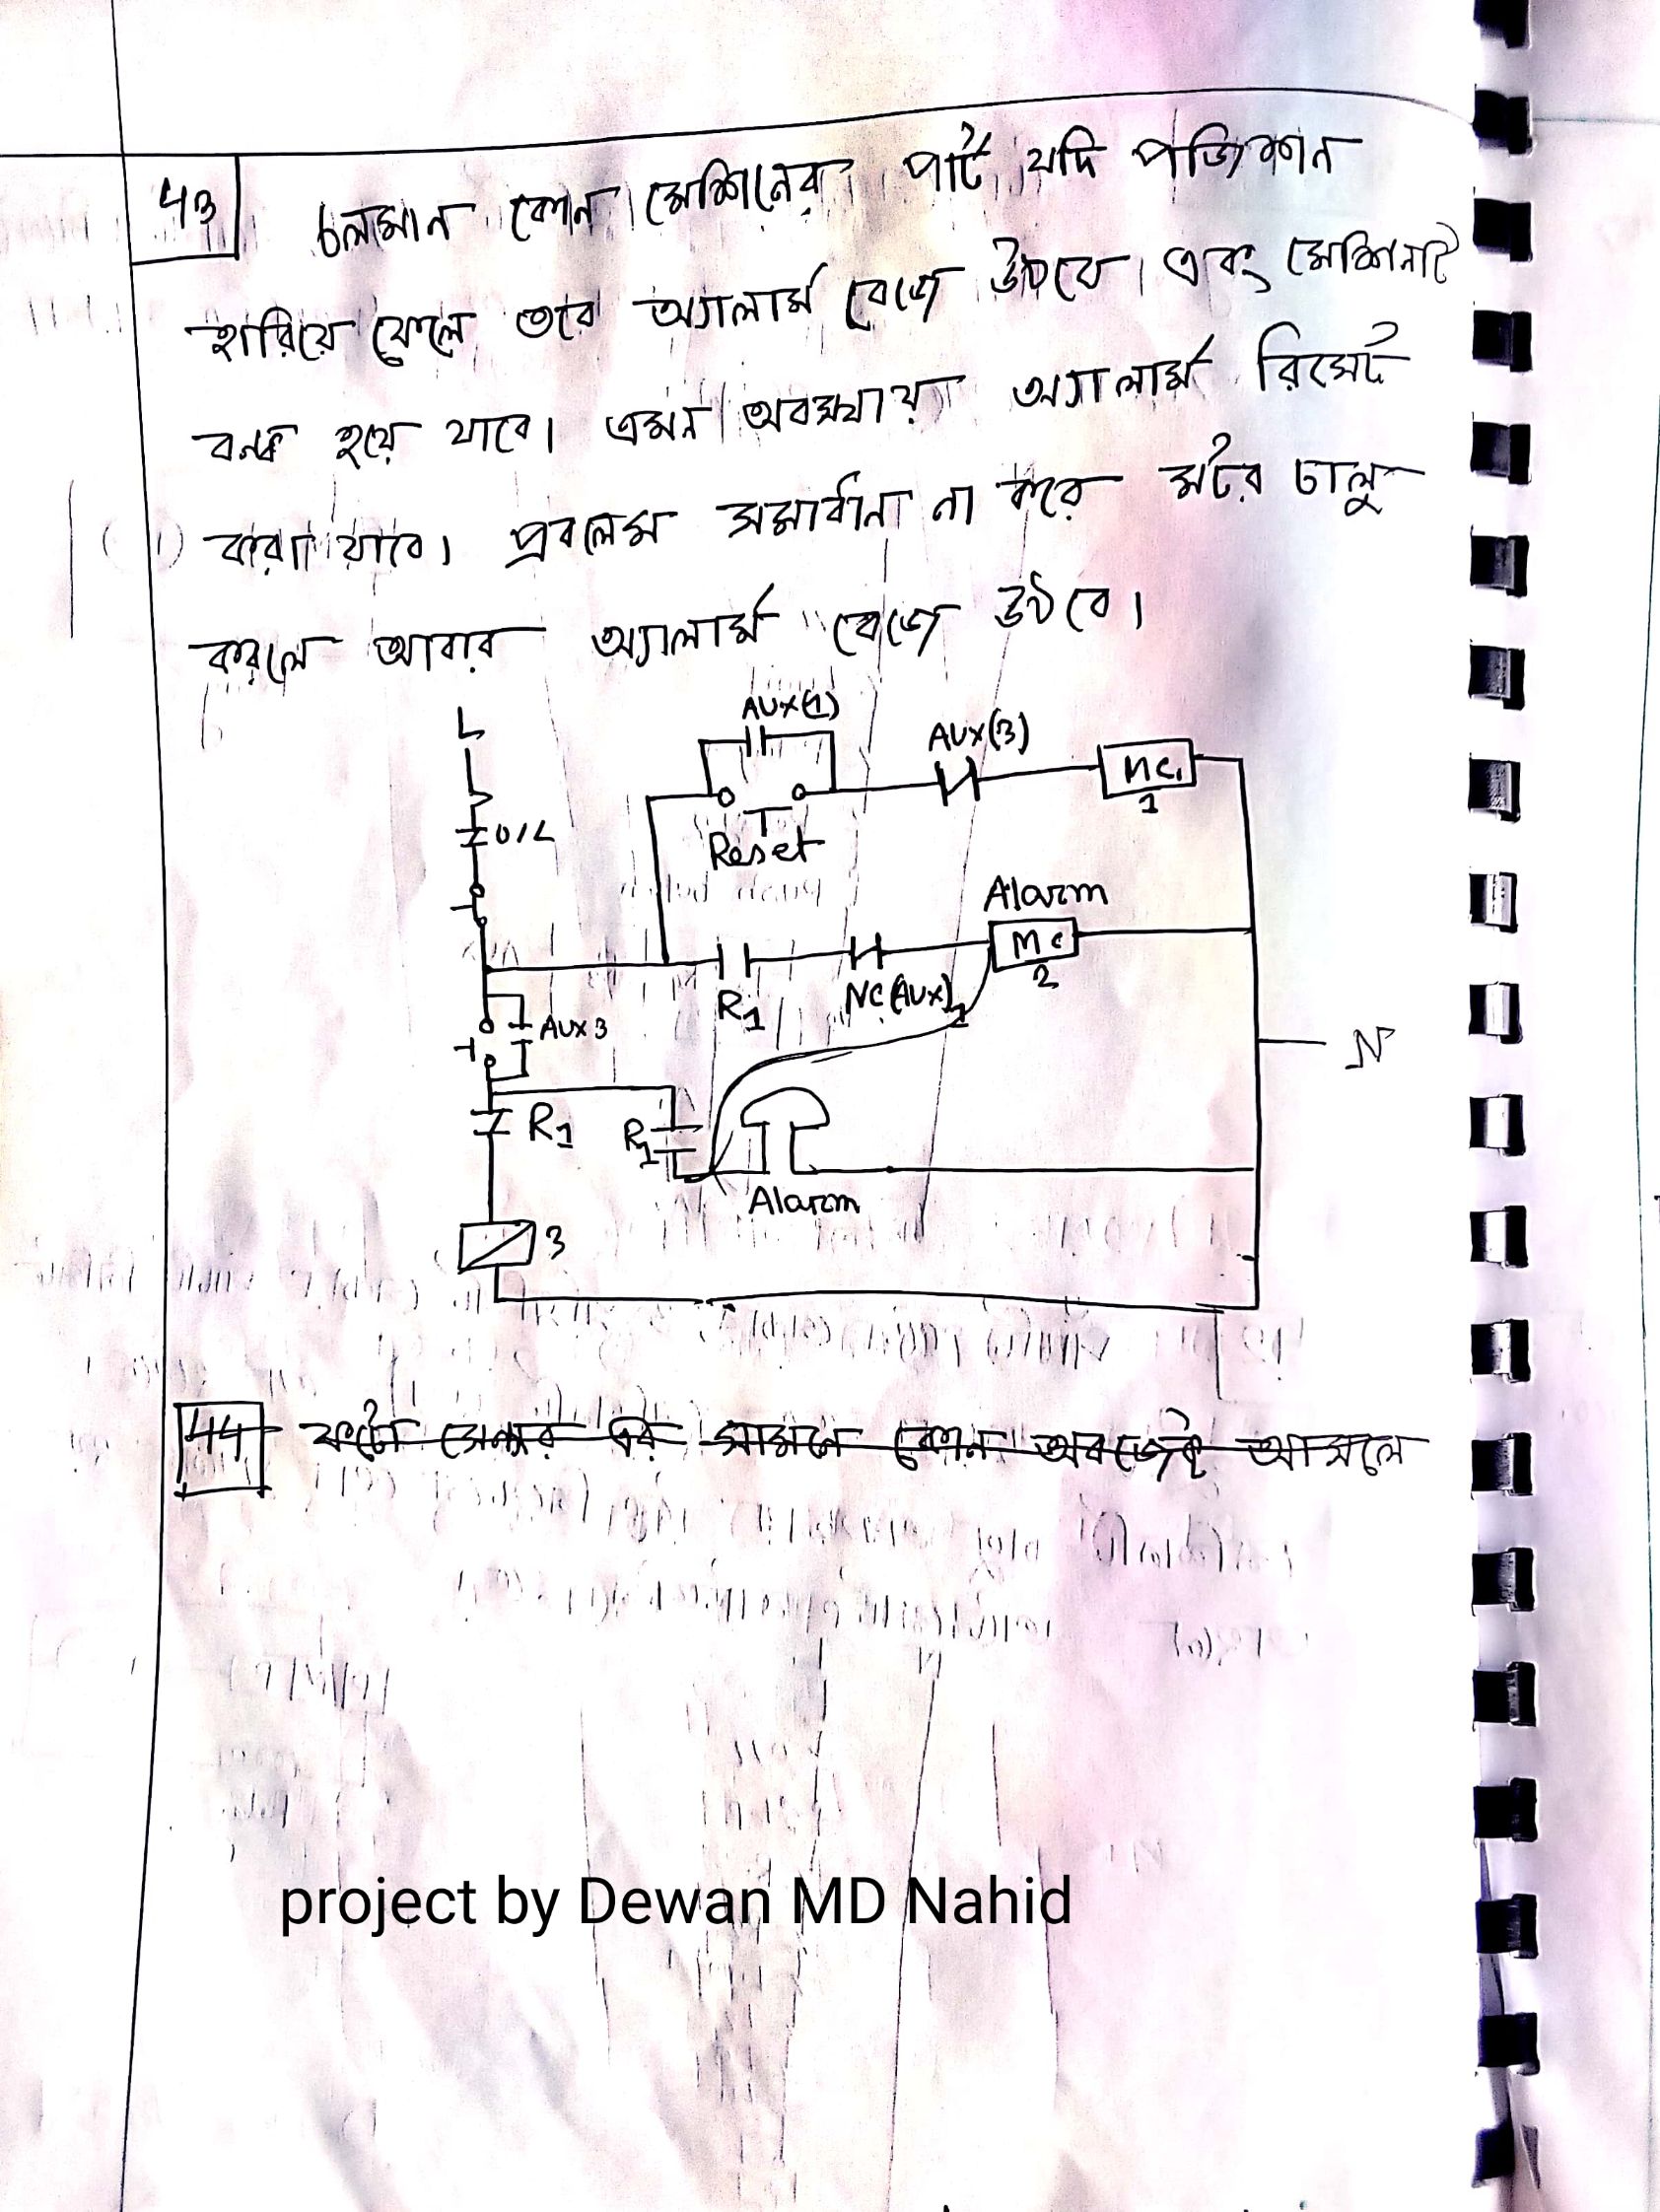 43
চলমান কোন মেশিনের পার্ট যদি পজিশান
হারিয়ে ফেলে তবে অ্যালার্ম বেজে উঠবে। এবং মেশিনটি
বন্ধ হয়ে যাবে। এমন অবস্থায় অ্যালার্ম রিসেট
করা যাবে। প্রবলেম সমাধান না করে মটর চালু
করলে আবার অ্যালার্ম বেজে উঠবে।
L
AUX(1)
AUX(3)
MC1
1
O/L
Reset
Alarm
MC
2
R1
NC(AUX)1
AUX 3
N
R1
R1
Alarm
3
44 ফটো সেন্সর এর সামনে কোন অবজেক্ট আসলে
project by Dewan MD Nahid